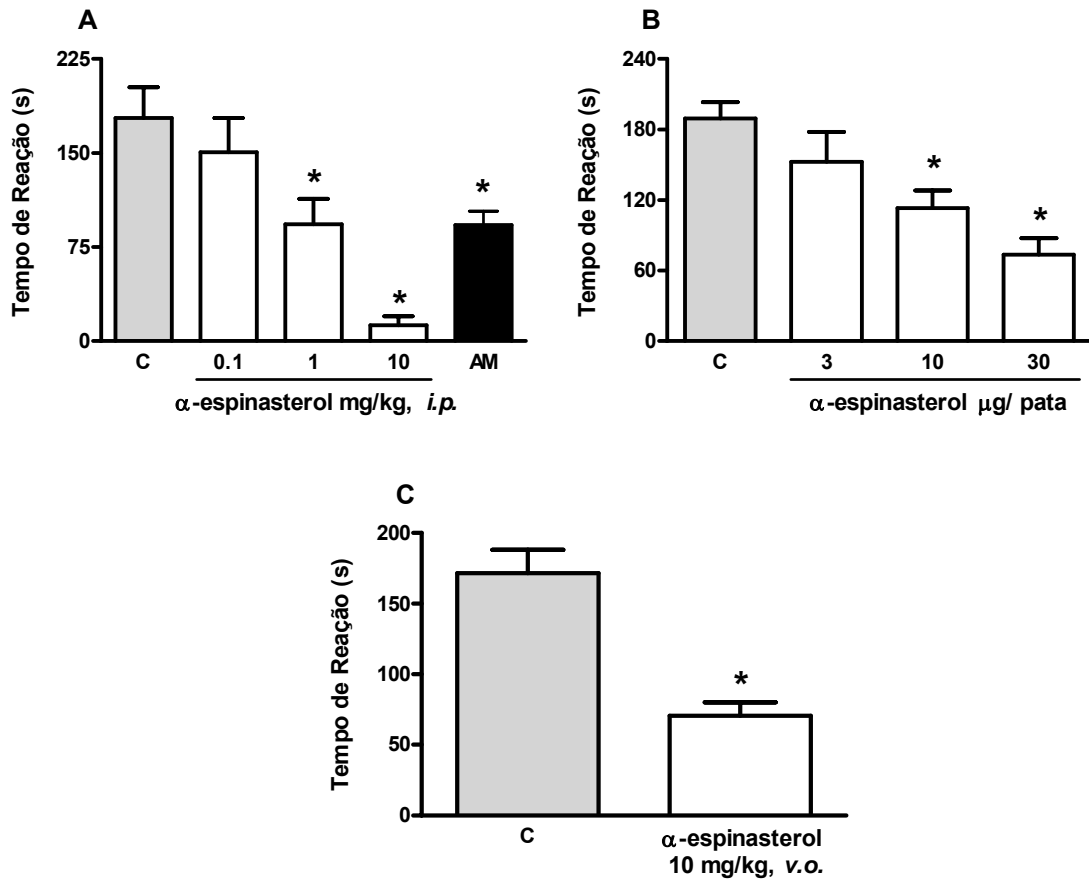 A
Tempo de Reação (s)
225
150
75
0
*
*
*
C 0.1 1 10 AM
α-espinasterol mg/kg, i.p.
B
Tempo de Reação (s)
240
180
120
60
0
*
*
C 3 10 30
α-espinasterol μg/ pata
C
Tempo de Reação (s)
200
150
100
50
0
*
C α-espinasterol
10 mg/kg, v.o.